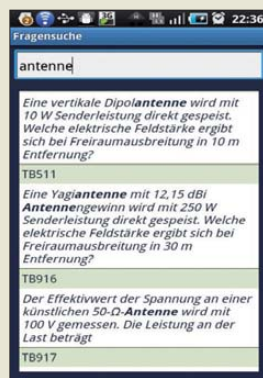 22:36
Fragensuche
antenne
Eine vertikale Dipolantenne wird mit
10 W Senderleistung direkt gespeist.
Welche elektrische Feldstärke ergibt
sich bei Freiraumausbreitung in 10 m
Entfernung?
TB511
Eine Yagiantenne mit 12,15 dBi
Antennengewinn wird mit 250 W
Senderleistung direkt gespeist. Welche
elektrische Feldstärke ergibt sich bei
Freiraumausbreitung in 30 m
Entfernung?
TB916
Der Effektivwert der Spannung an einer
künstlichen 50-Ω-Antenne wird mit
100 V gemessen. Die Leistung an der
Last beträgt
TB917